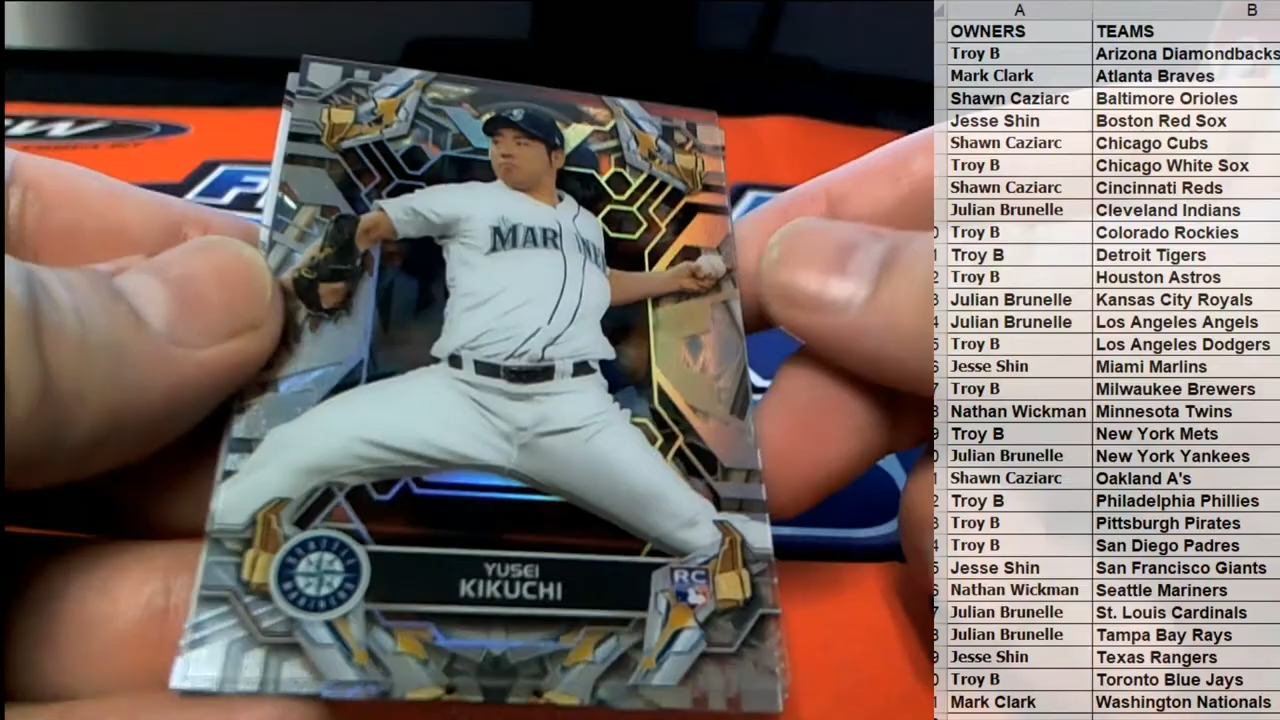 MARINE
SEATTLE
MARINERS
YUSEI
KIKUCHI
RC
A B
OWNERS TEAMS
Troy B Arizona Diamondbacks
Mark Clark Atlanta Braves
Shawn Caziarc Baltimore Orioles
Jesse Shin Boston Red Sox
Shawn Caziarc Chicago Cubs
Troy B Chicago White Sox
Shawn Caziarc Cincinnati Reds
Julian Brunelle Cleveland Indians
Troy B Colorado Rockies
Troy B Detroit Tigers
Troy B Houston Astros
Julian Brunelle Kansas City Royals
Julian Brunelle Los Angeles Angels
Troy B Los Angeles Dodgers
Jesse Shin Miami Marlins
Troy B Milwaukee Brewers
Nathan Wickman Minnesota Twins
Troy B New York Mets
Julian Brunelle New York Yankees
Shawn Caziarc Oakland A's
Troy B Philadelphia Phillies
Troy B Pittsburgh Pirates
Troy B San Diego Padres
Jesse Shin San Francisco Giants
Nathan Wickman Seattle Mariners
Julian Brunelle St. Louis Cardinals
Julian Brunelle Tampa Bay Rays
Jesse Shin Texas Rangers
Troy B Toronto Blue Jays
Mark Clark Washington Nationals